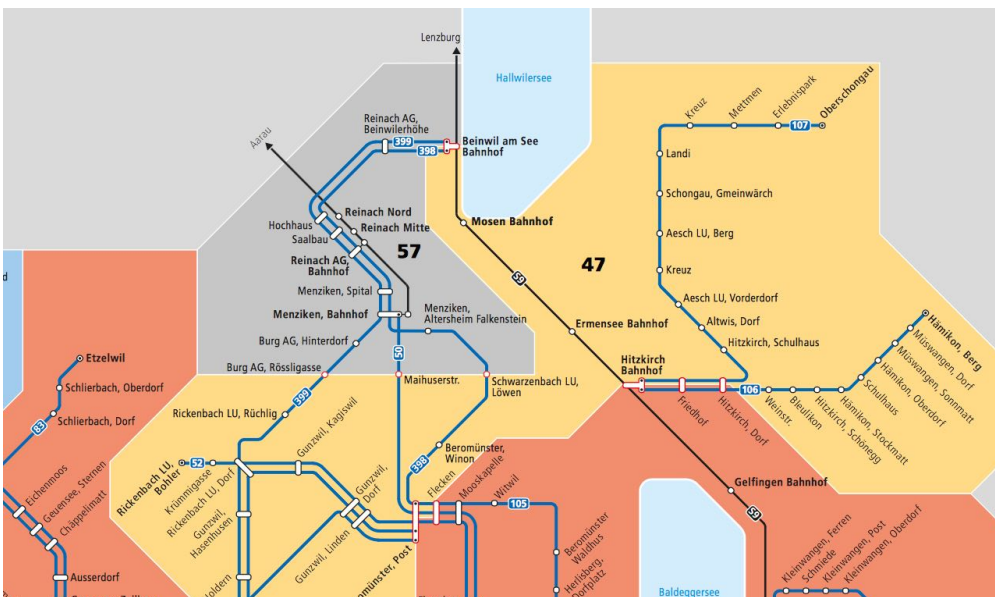 Lenzburg
Hallwilersee
Aarau
Reinach AG,
Beinwilerhöhe
399
398
Beinwil am See
Bahnhof
Kreuz
Mettmen
Erlebnispark
Oberschongau
107
Landi
Schongau, Gmeinwärch
Aesch LU, Berg
Kreuz
Aesch LU, Vorderdorf
Altwis, Dorf
Hitzkirch, Schulhaus
Reinach Nord
Reinach Mitte
Hochhaus
Saalbau
Reinach AG,
Bahnhof
57
Mosen Bahnhof
47
59
Menziken, Spital
Menziken, Bahnhof
Menziken,
Altersheim Falkenstein
Ermensee Bahnhof
Burg AG, Hinterdorf
Burg AG, Rössligasse
50
Maihuserstr.
Schwarzenbach LU,
Löwen
Hitzkirch
Bahnhof
Friedhof
Hitzkirch, Dorf
106
Weinstr.
Bleulikon
Hitzkirch, Schönegg
Hämikon, Stockmatt
Schulhaus
Hämikon, Oberdorf
Müswangen, Sonnmatt
Müswangen, Dorf
Hämikon, Berg
d
Etzelwil
Schlierbach, Oberdorf
Schlierbach, Dorf
83
Eichenmoos
Geuensee, Sternen
Chäppelimatt
Ausserdorf
399
Rickenbach LU, Rüchlig
Gunzwil, Kagiswil
Rickenbach LU,
Bohler
52
Krümmigasse
Rickenbach LU, Dorf
Gunzwil,
Hasenhusen
Gunzwil,
Dorf
Gunzwil, Linden
Beromünster,
Winon
398
Flecken
Mooskapelle
Witwil
105
Beromünster
Waldhus
Herlisberg,
Dorfplatz
omünster, Post
oldern
Gelfingen Bahnhof
59
Baldeggersee
Kleinwangen, Ferren
Schmiede
Kleinwangen, Post
Kleinwangen, Oberdorf